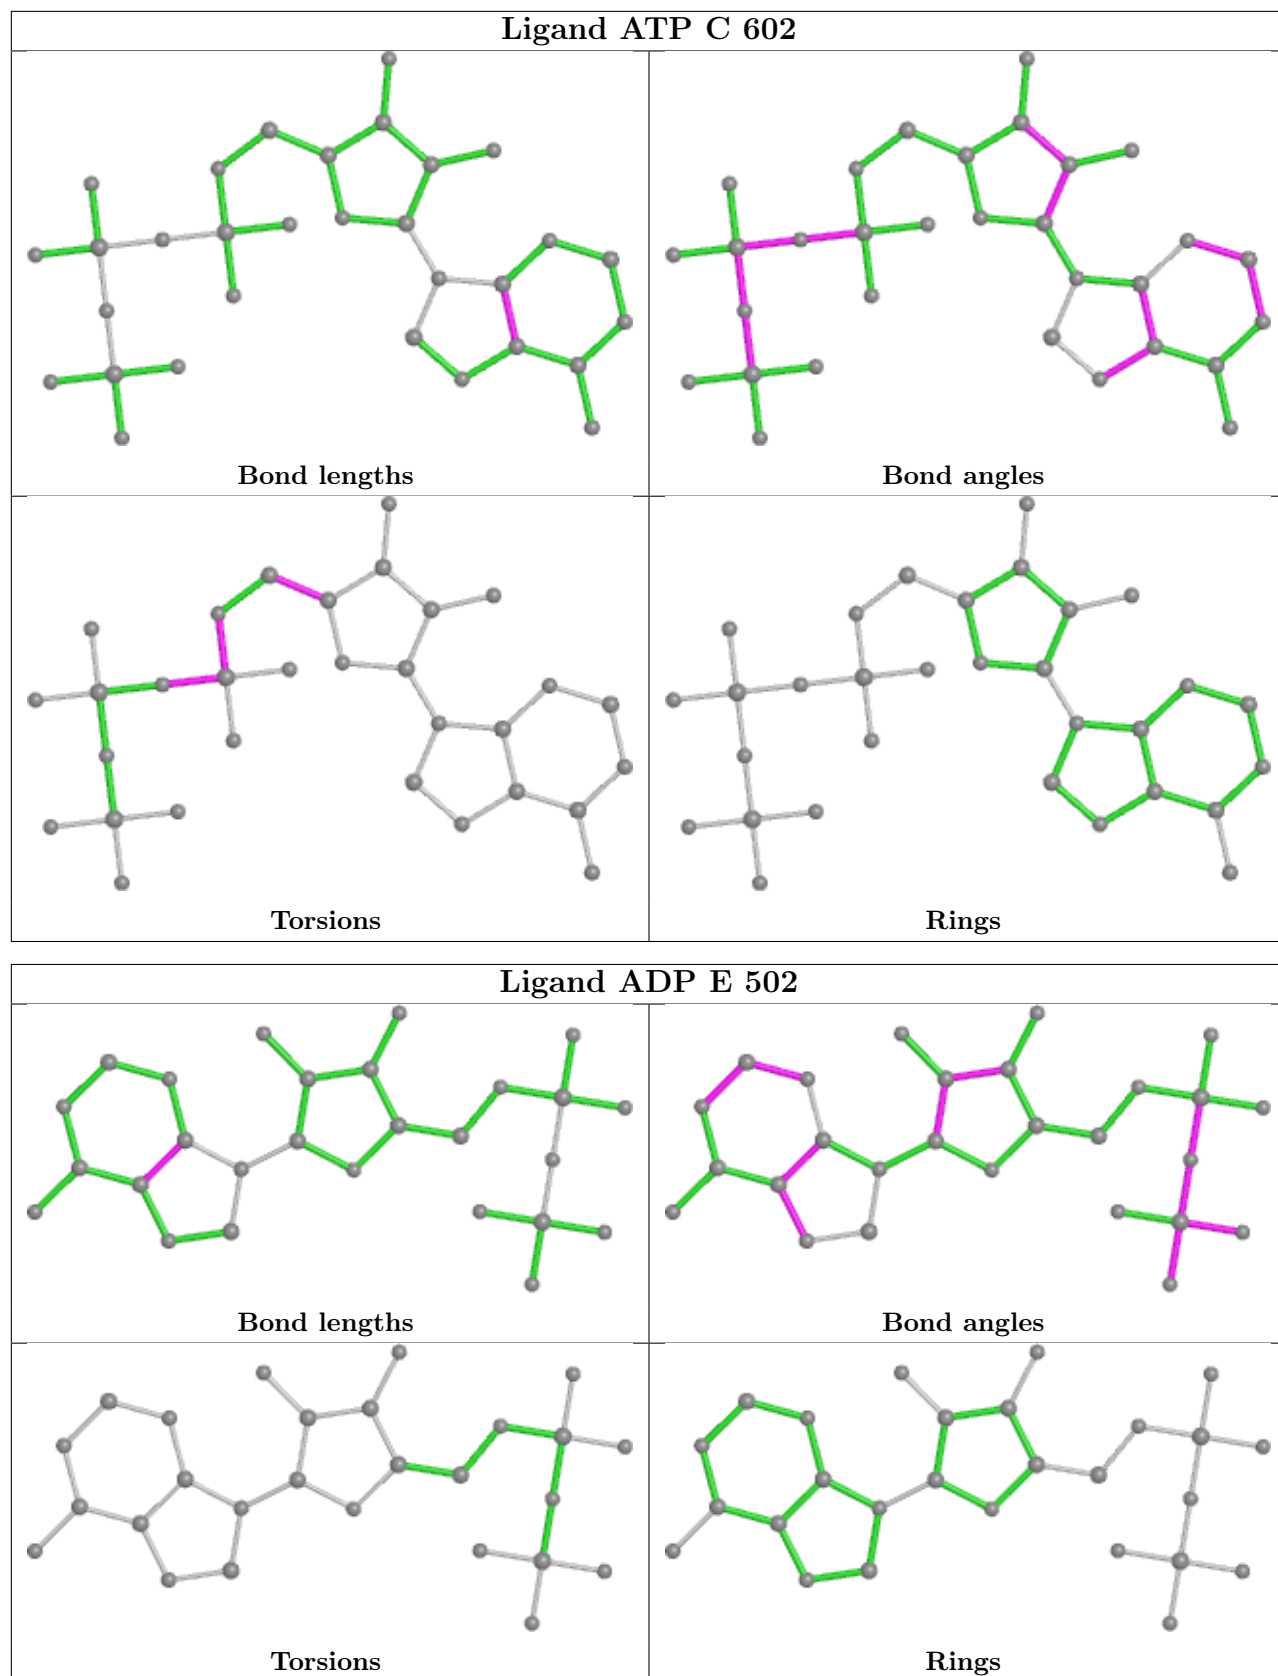 Ligand ATP C 602
Bond lengths
Bond angles
Torsions
Rings
Ligand ADP E 502
Bond lengths
Bond angles
Torsions
Rings